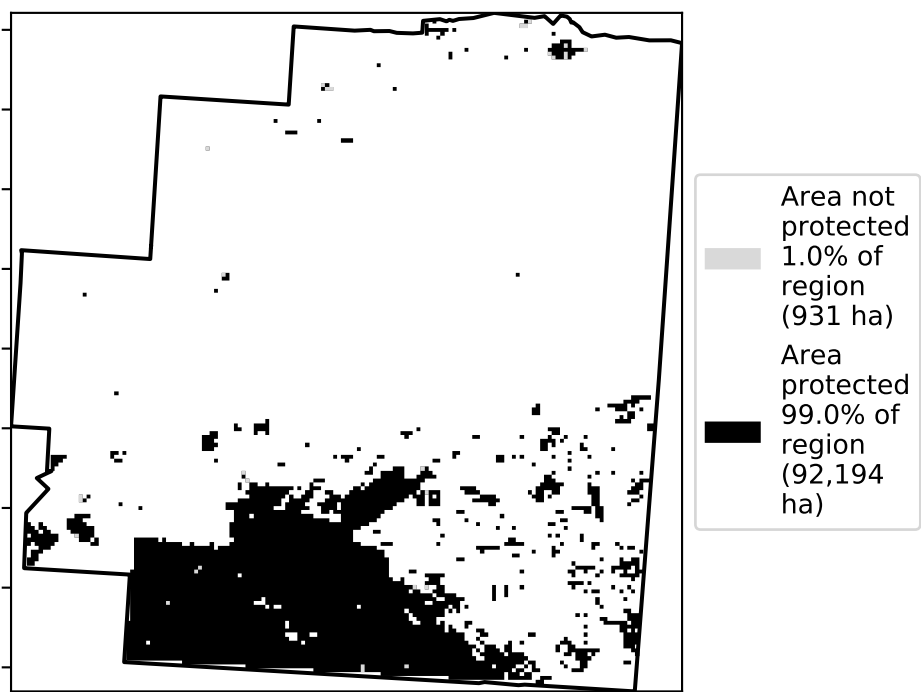 Area not
protected
1.0% of
region
(931 ha)
Area
protected
99.0% of
region
(92,194
ha)